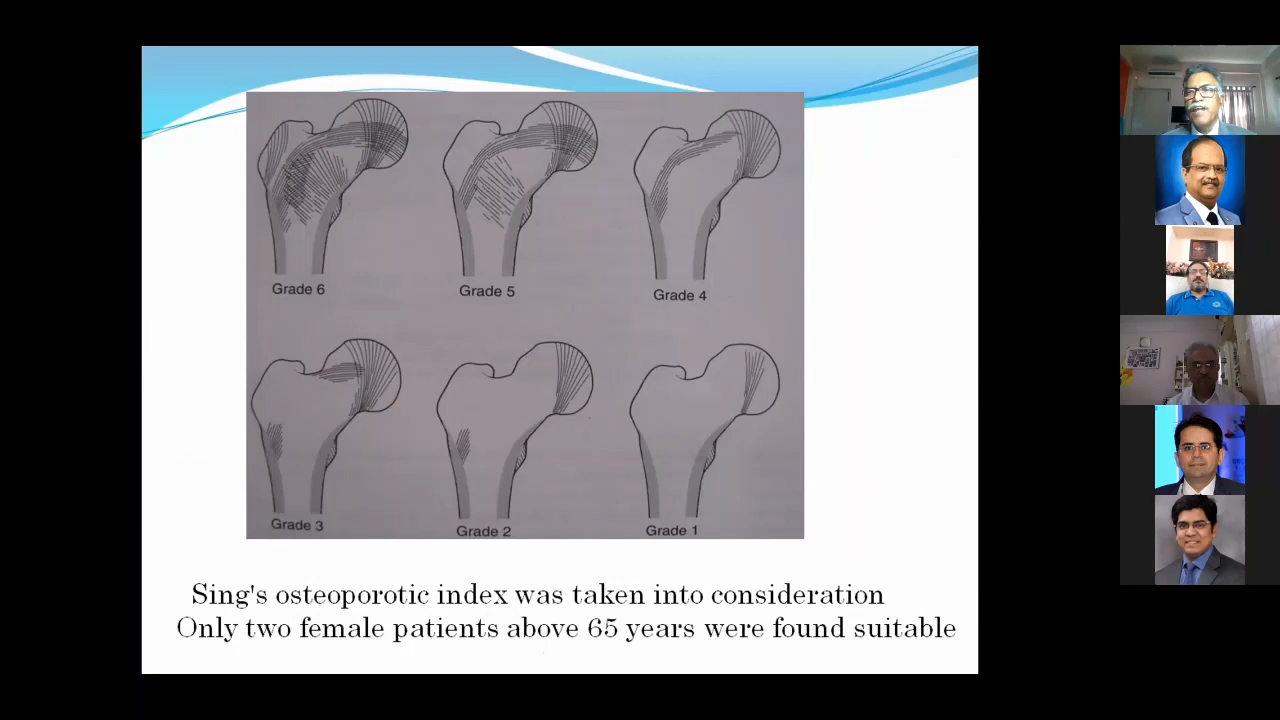 Grade 6
Grade 5
Grade 4
Grade 3
Grade 2
Grade 1
Sing's osteoporotic index was taken into consideration
Only two female patients above 65 years were found suitable